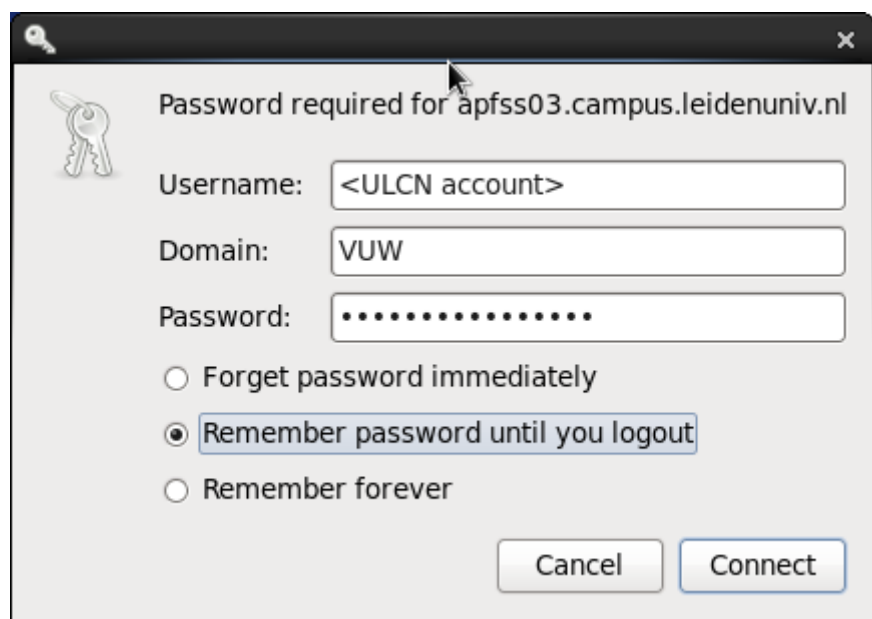 Password required for apfss03.campus.leidenuniv.nl
Username: <ULCN account>
Domain: VUW
Password: ••••••••••••••••
Forget password immediately
Remember password until you logout
Remember forever
Cancel Connect